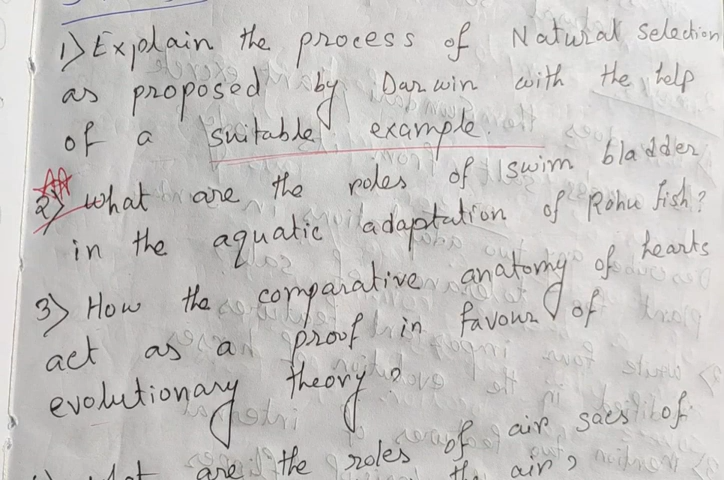 1) Explain the process of Natural Selection
as proposed by Darwin with the help
of a suitable example.
2) what are the roles of swim bladder
in the aquatic adaptation of Rohu fish?
3) How the comparative anatomy of hearts
act as a proof in favour of
evolutionary theory?
are the roles of air sacs of
the air?